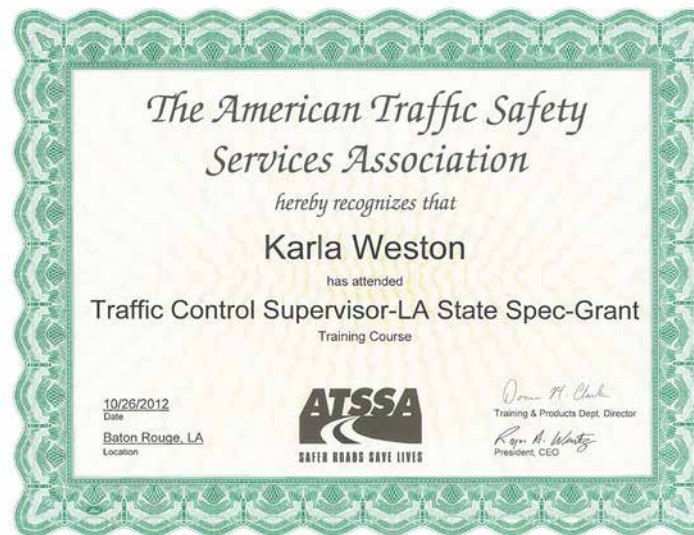 The American Traffic Safety
Services Association
hereby recognizes that
Karla Weston
has attended
Traffic Control Supervisor-LA State Spec-Grant
Training Course
10/26/2012
Date
Baton Rouge, LA
Location
ATSSA
SAFER ROADS SAVE LIVES
Training & Products Dept. Director
President, CEO